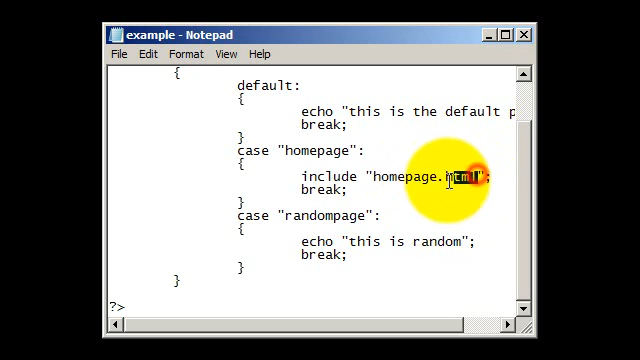 example - Notepad
File Edit Format View Help
{
default:
{
echo "this is the default p
break;
}
case "homepage":
{
include "homepage.html";
break;
}
case "randompage":
{
echo "this is random";
break;
}
}
?>